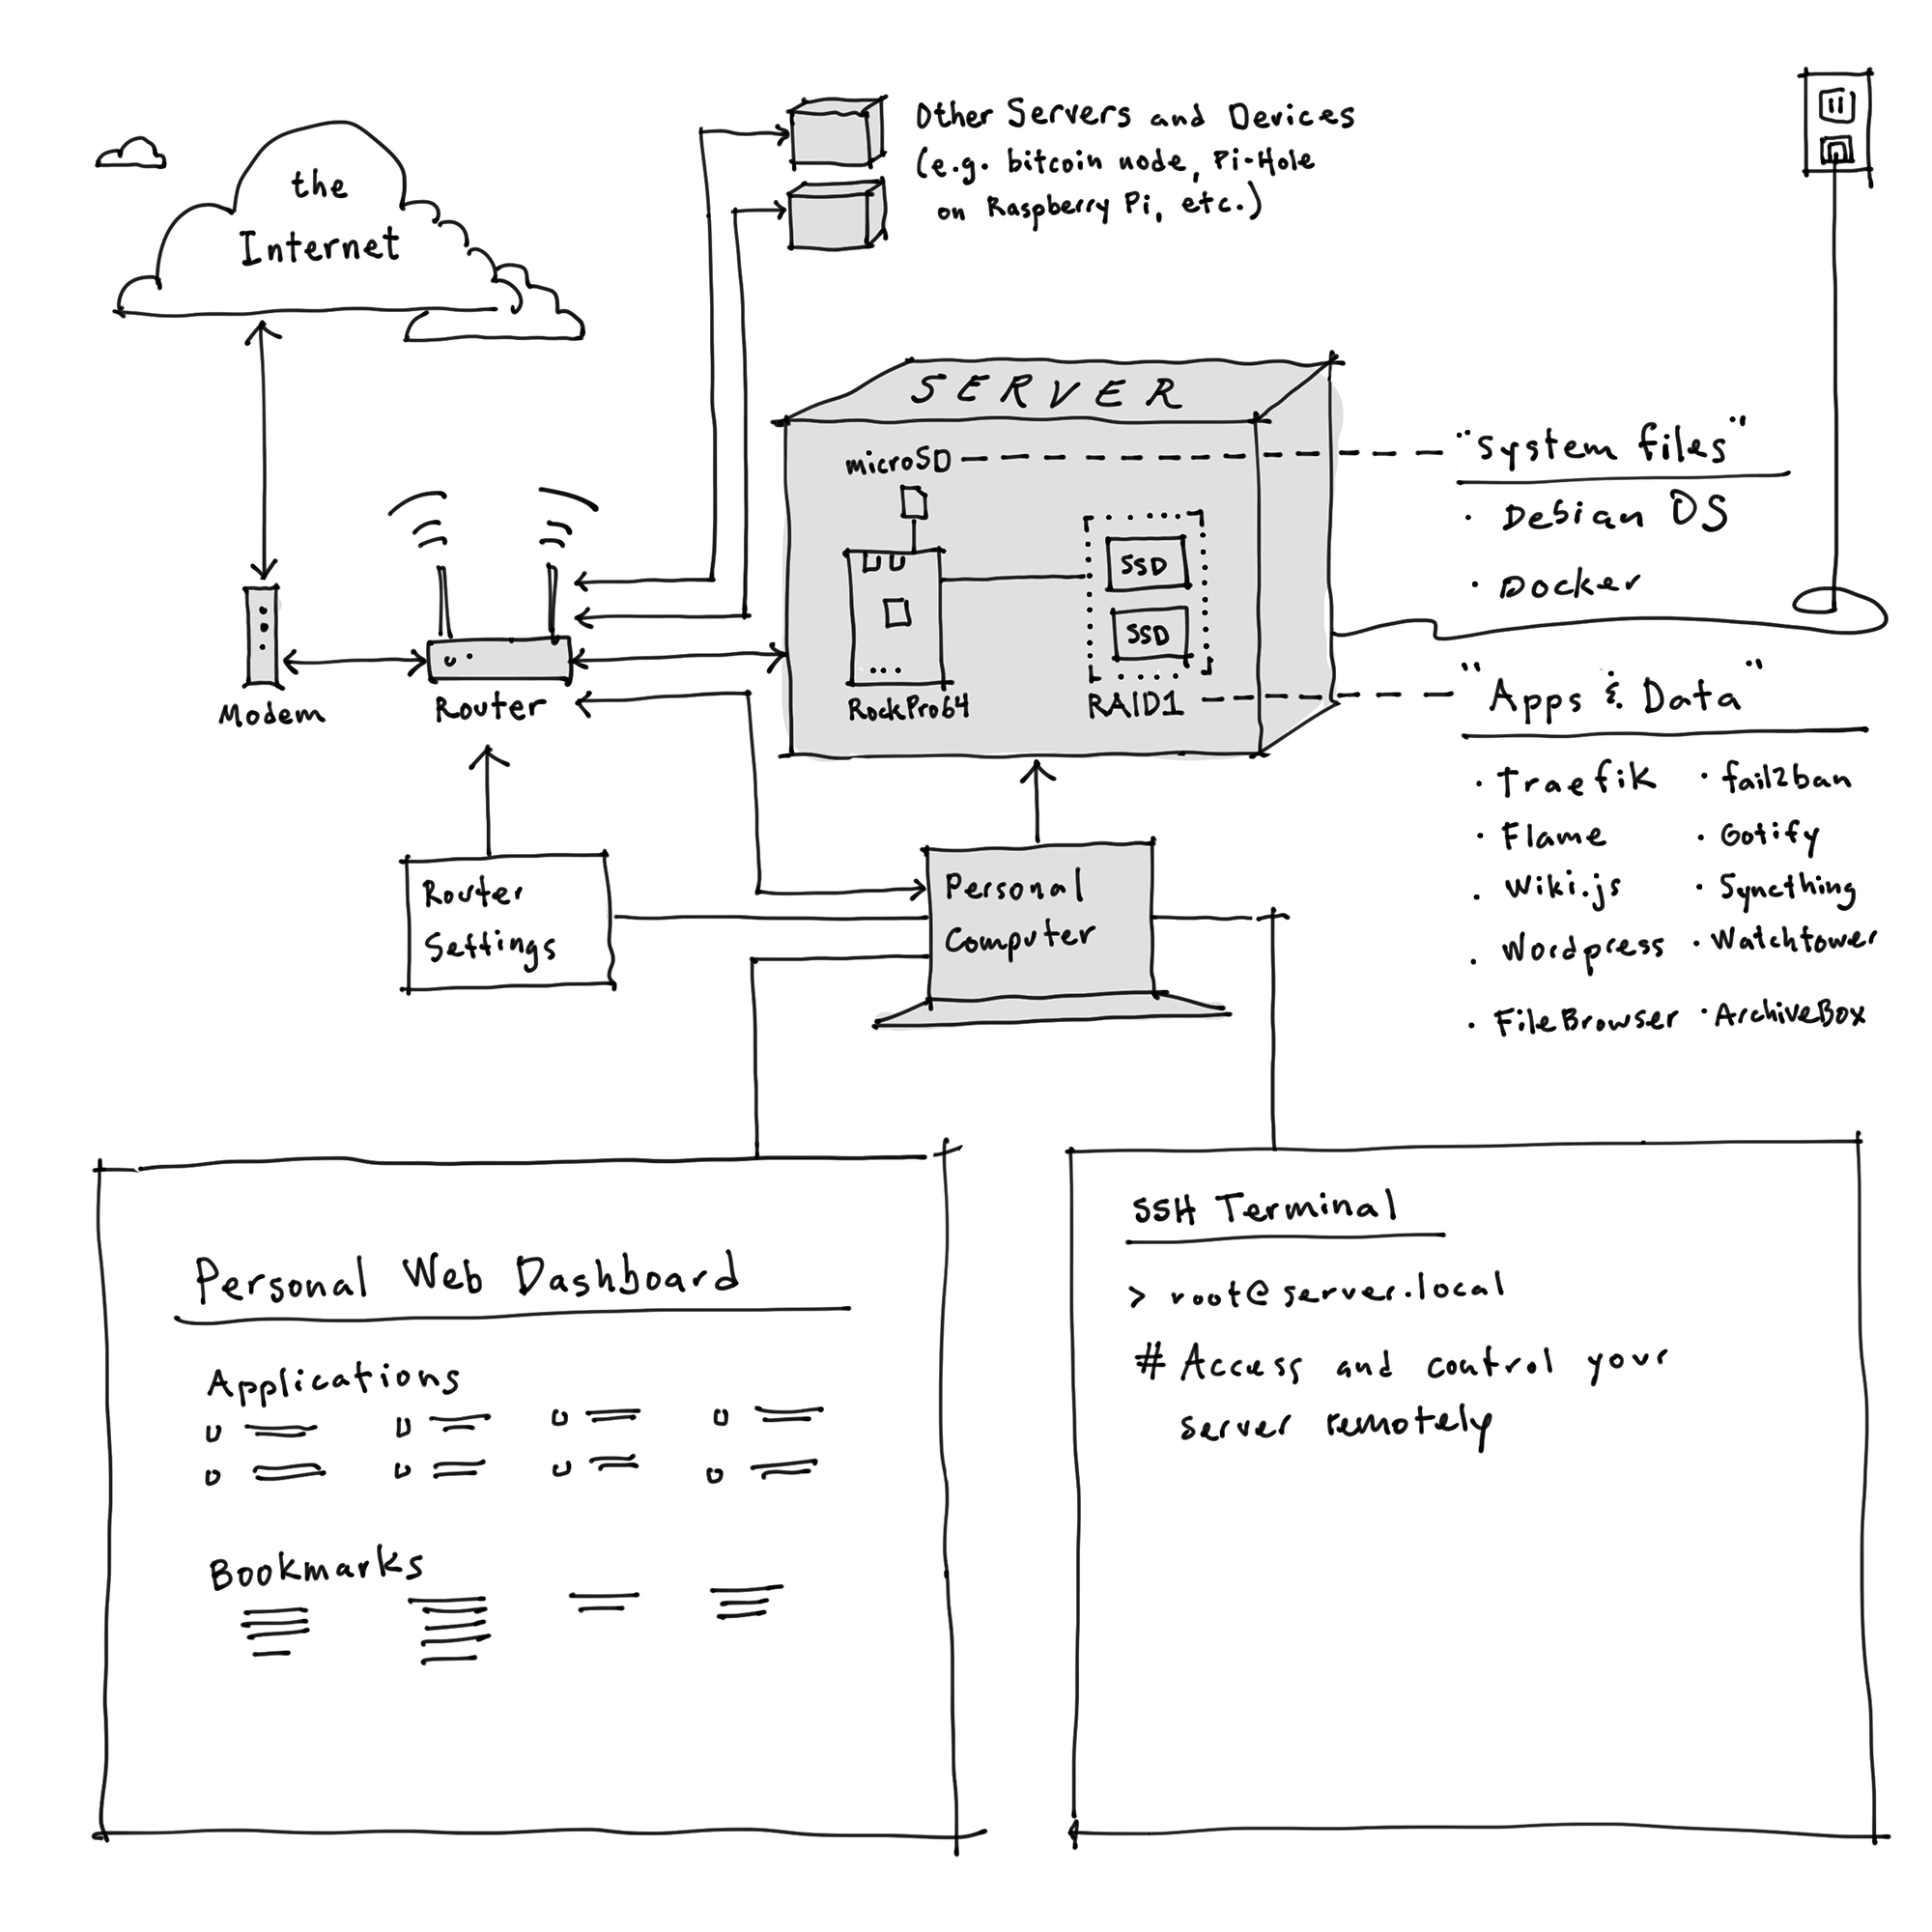 the
Internet
Other Servers and Devices
(e.g. bitcoin node, Pi-Hole
on Raspberry Pi, etc.)
SERVER
microSD
SSD
SSD
RockPro64
RAID1
"System files"
· Debian OS
· Docker
"Apps & Data"
· Traefik · fail2ban
· Flame · Gotify
· Wiki.js · Syncthing
· Wordpress · Watchtower
· FileBrowser · ArchiveBox
Modem
Router
Router
Settings
Personal
Computer
Personal Web Dashboard
Applications
Bookmarks
SSH Terminal
> root@server.local
# Access and control your
server remotely